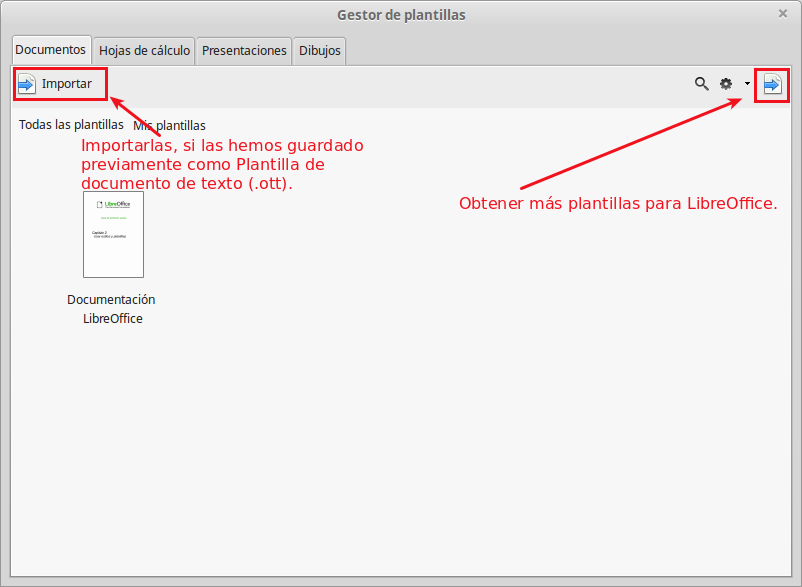 Gestor de plantillas
Documentos Hojas de cálculo Presentaciones Dibujos
Importar
Todas las plantillas Mis plantillas
Importarlas, si las hemos guardado
previamente como Plantilla de
documento de texto (.ott).
Obtener más plantillas para LibreOffice.
LibreOffice
Documentación
LibreOffice